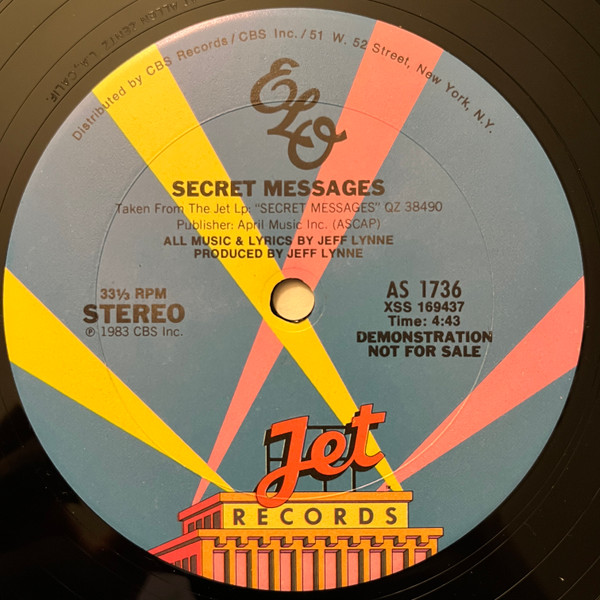 Distributed by CBS Records/CBS Inc./51 W. 52 Street, New York, N.Y.
ELO
SECRET MESSAGES
Taken From The Jet Lp: "SECRET MESSAGES" QZ 38490
Publisher: April Music Inc. (ASCAP)
ALL MUSIC & LYRICS BY JEFF LYNNE
PRODUCED BY JEFF LYNNE
33⅓ RPM
STEREO
℗ 1983 CBS Inc.
AS 1736
XSS 169437
Time: 4:43
DEMONSTRATION
NOT FOR SALE
Jet
RECORDS